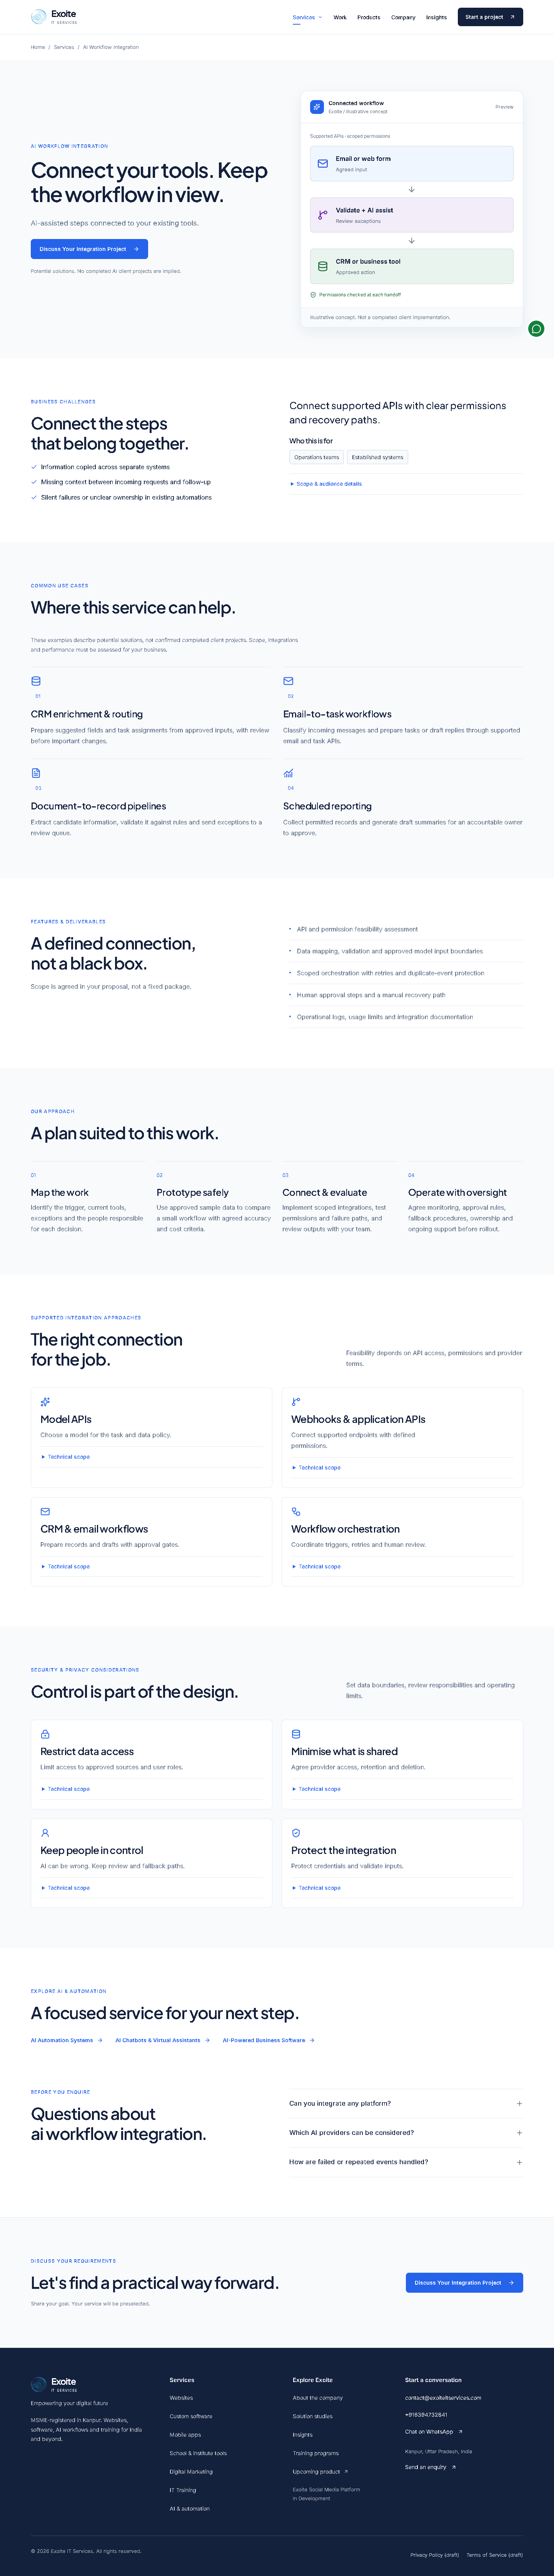 Exoite
IT SERVICES
Services
Work
Products
Company
Insights
Start a project
Home / Services / AI Workflow Integration
AI WORKFLOW INTEGRATION
Connect your tools. Keep
the workflow in view.
AI-assisted steps connected to your existing tools.
Discuss Your Integration Project
Potential solutions. No completed AI client projects are implied.
Connected workflow
Exoite / Illustrative concept
Preview
Supported APIs · scoped permissions
Email or web form
Agreed input
Validate + AI assist
Review exceptions
CRM or business tool
Approved action
Permissions checked at each handoff
Illustrative concept. Not a completed client implementation.
BUSINESS CHALLENGES
Connect the steps
that belong together.
Information copied across separate systems
Missing context between incoming requests and follow-up
Silent failures or unclear ownership in existing automations
Connect supported APIs with clear permissions
and recovery paths.
Who this is for
Operations teams
Established systems
Scope & audience details
COMMON USE CASES
Where this service can help.
These examples describe potential solutions, not confirmed completed client projects. Scope, integrations
and performance must be assessed for your business.
01
CRM enrichment & routing
Prepare suggested fields and task assignments from approved inputs, with review
before important changes.
02
Email-to-task workflows
Classify incoming messages and prepare tasks or draft replies through supported
email and task APIs.
03
Document-to-record pipelines
Extract candidate information, validate it against rules and send exceptions to a
review queue.
04
Scheduled reporting
Collect permitted records and generate draft summaries for an accountable owner
to approve.
FEATURES & DELIVERABLES
A defined connection,
not a black box.
Scope is agreed in your proposal, not a fixed package.
API and permission feasibility assessment
Data mapping, validation and approved model input boundaries
Scoped orchestration with retries and duplicate-event protection
Human approval steps and a manual recovery path
Operational logs, usage limits and integration documentation
OUR APPROACH
A plan suited to this work.
01
Map the work
Identify the trigger, current tools,
exceptions and the people responsible
for each decision.
02
Prototype safely
Use approved sample data to compare
a small workflow with agreed accuracy
and cost criteria.
03
Connect & evaluate
Implement scoped integrations, test
permissions and failure paths, and
review outputs with your team.
04
Operate with oversight
Agree monitoring, approval rules,
fallback procedures, ownership and
ongoing support before rollout.
SUPPORTED INTEGRATION APPROACHES
The right connection
for the job.
Feasibility depends on API access, permissions and provider
terms.
Model APIs
Choose a model for the task and data policy.
Technical scope
Webhooks & application APIs
Connect supported endpoints with defined
permissions.
Technical scope
CRM & email workflows
Prepare records and drafts with approval gates.
Technical scope
Workflow orchestration
Coordinate triggers, retries and human review.
Technical scope
SECURITY & PRIVACY CONSIDERATIONS
Control is part of the design.
Set data boundaries, review responsibilities and operating
limits.
Restrict data access
Limit access to approved sources and user roles.
Technical scope
Minimise what is shared
Agree provider access, retention and deletion.
Technical scope
Keep people in control
AI can be wrong. Keep review and fallback paths.
Technical scope
Protect the integration
Protect credentials and validate inputs.
Technical scope
EXPLORE AI & AUTOMATION
A focused service for your next step.
AI Automation Systems
AI Chatbots & Virtual Assistants
AI-Powered Business Software
BEFORE YOU ENQUIRE
Questions about
ai workflow integration.
Can you integrate any platform?
Which AI providers can be considered?
How are failed or repeated events handled?
DISCUSS YOUR REQUIREMENTS
Let's find a practical way forward.
Share your goal. Your service will be preselected.
Discuss Your Integration Project
Exoite
IT SERVICES
Empowering your digital future
MSME-registered in Kanpur. Websites,
software, AI workflows and training for India
and beyond.
Services
Websites
Custom software
Mobile apps
School & institute tools
Digital Marketing
IT Training
AI & automation
Explore Exoite
About the company
Solution studies
Insights
Training programs
Upcoming product
Exoite Social Media Platform
In Development
Start a conversation
contact@exoiteitservices.com
+916394732841
Chat on WhatsApp
Kanpur, Uttar Pradesh, India
Send an enquiry
© 2026 Exoite IT Services. All rights reserved.
Privacy Policy (draft)
Terms of Service (draft)